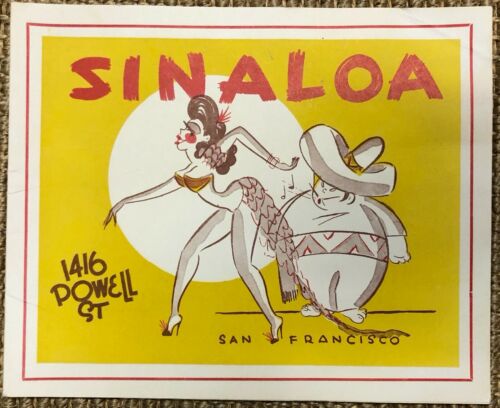 SINALOA
1416
POWELL
ST
SAN FRANCISCO